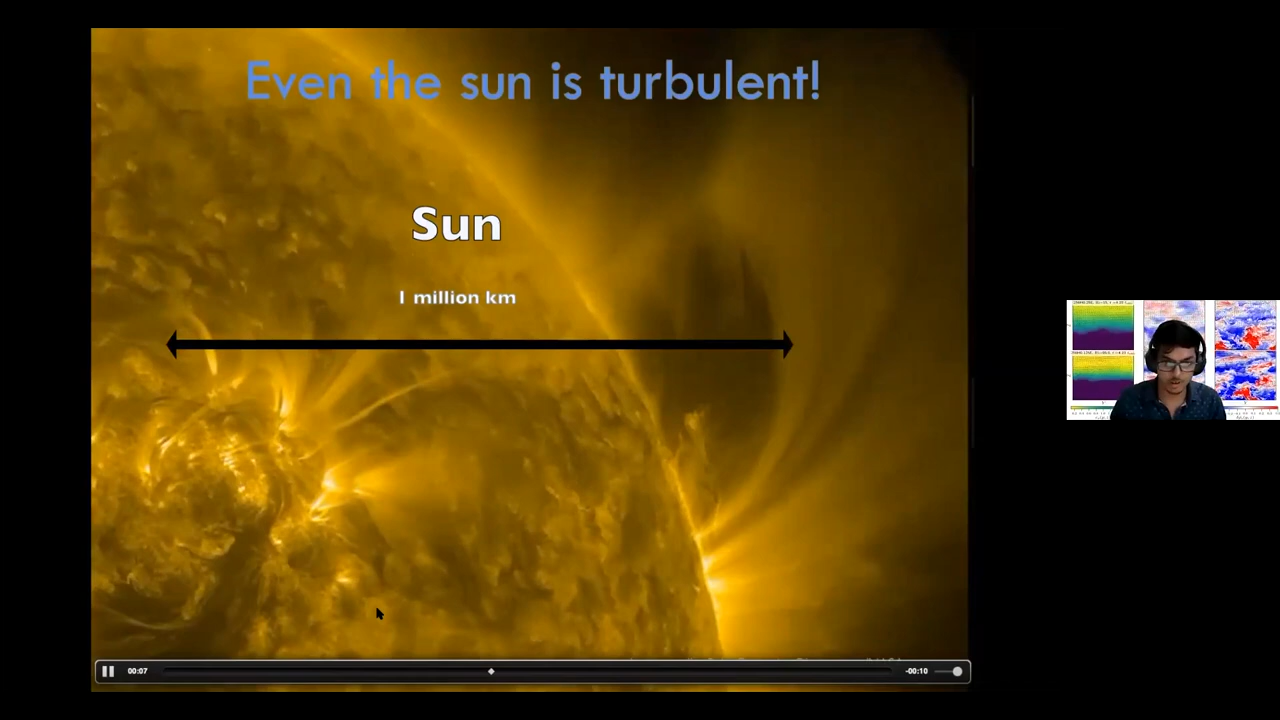 Even the sun is turbulent!
Sun
1 million km
00:07
-00:10